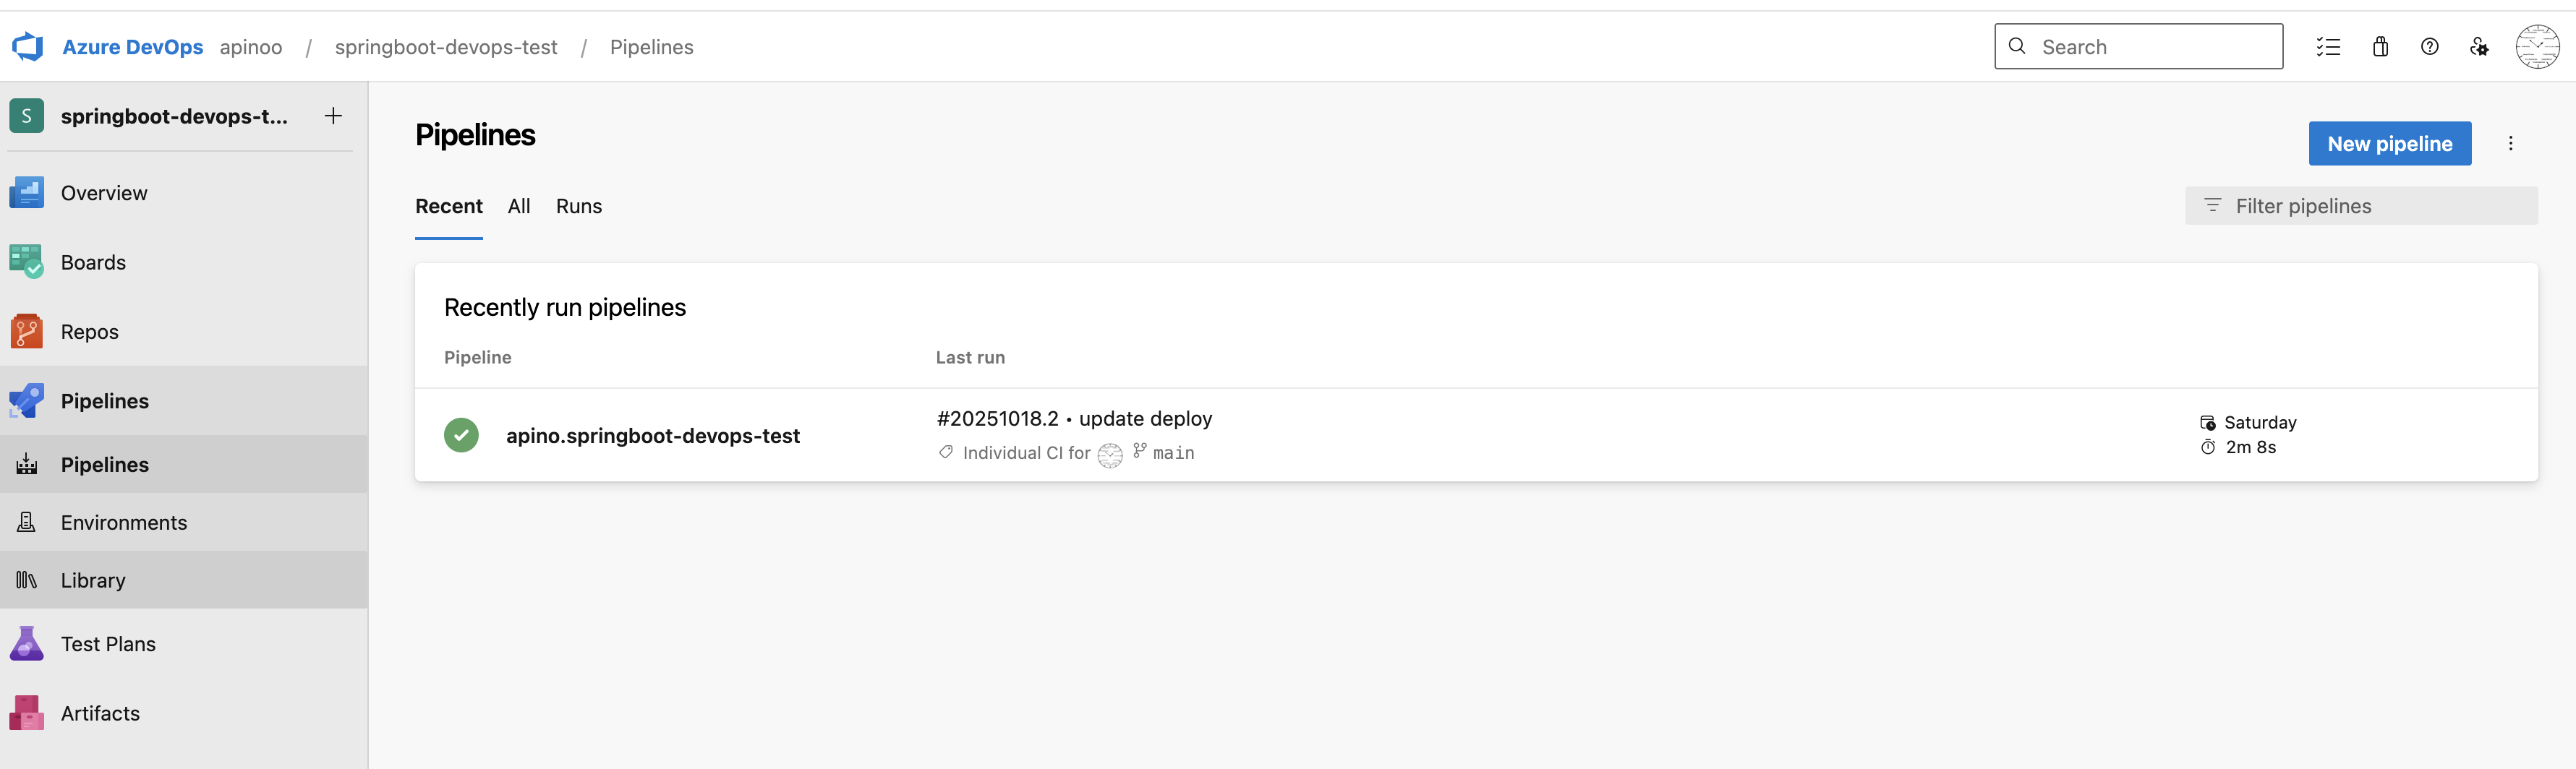 Azure DevOps apinoo / springboot-devops-test / Pipelines
Search
S springboot-devops-t...
Overview
Boards
Repos
Pipelines
Pipelines
Environments
Library
Test Plans
Artifacts
Pipelines
New pipeline
Recent All Runs
Filter pipelines
Recently run pipelines
Pipeline Last run
apino.springboot-devops-test
#20251018.2 • update deploy
Individual CI for main
Saturday
2m 8s